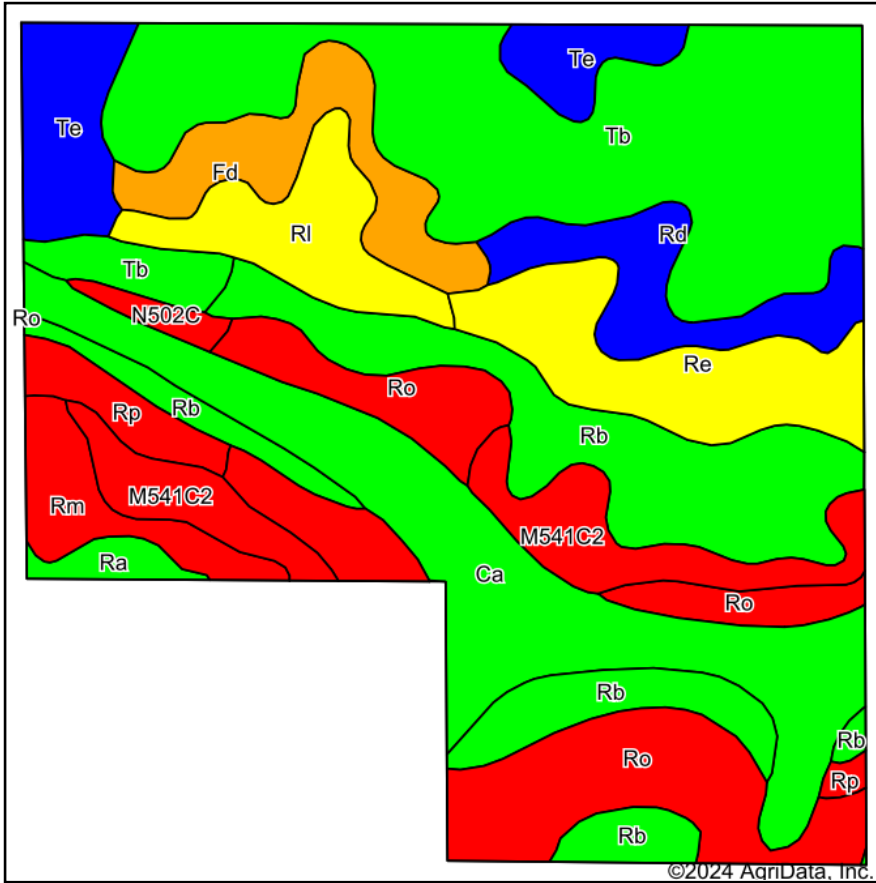 Te
Te
Tb
Fd
Rl
Rd
Tb
N502C
Ro
Re
Ro
Rp
Rb
Rb
Rm
M541C2
M541C2
Ra
Ca
Ro
Rb
Rb
Ro
Rp
Rb
©2024 AgriData, Inc.